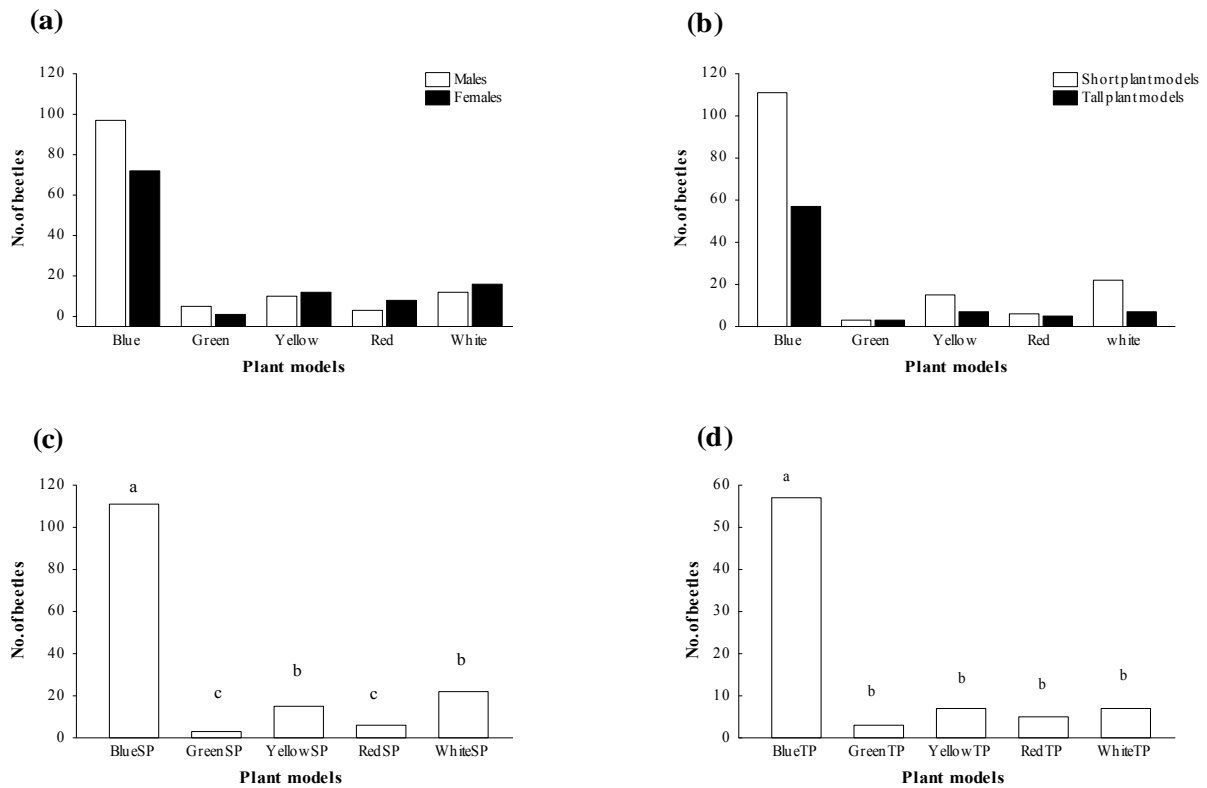 (a)
Males
Females
120
100
80
60
40
20
0
No. of beetles
Blue Green Yellow Red White
Plant models
(b)
Short plant models
Tall plant models
120
100
80
60
40
20
0
No. of beetles
Blue Green Yellow Red white
Plant models
(c)
120
100
80
60
40
20
0
No. of beetles
a
c
b
c
b
BlueSP GreenSP YellowSP RedSP WhiteSP
Plant models
(d)
60
50
40
30
20
10
0
No. of beetles
a
b
b
b
b
BlueTP GreenTP YellowTP RedTP WhiteTP
Plant models